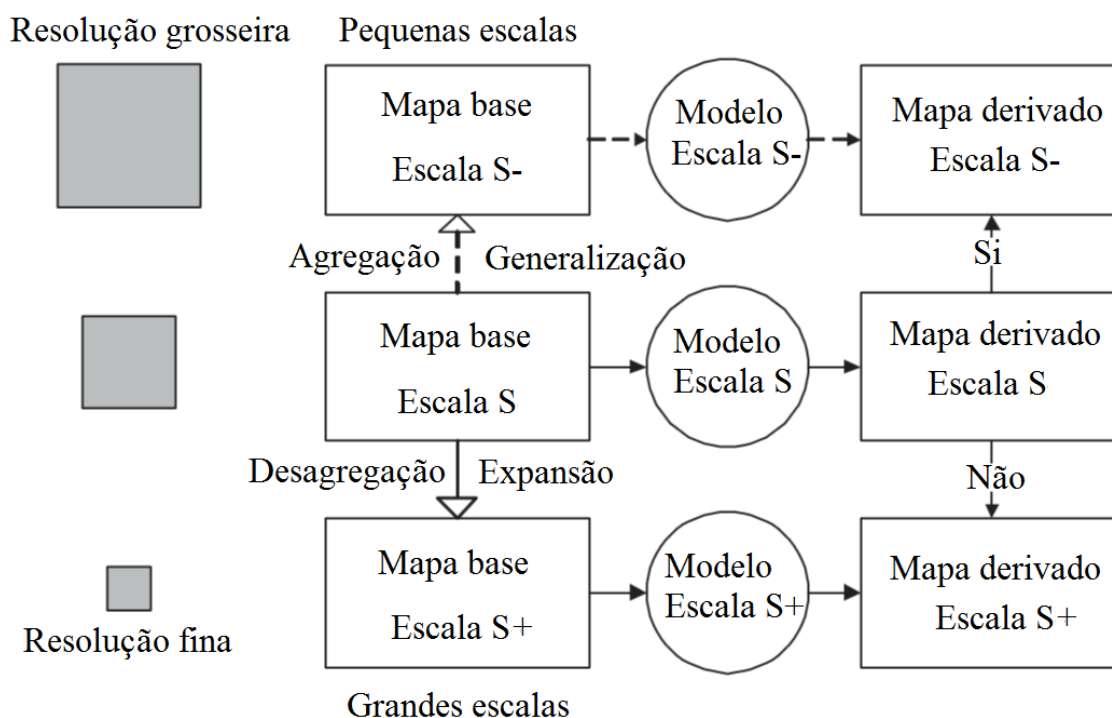 Resolução grosseira
Pequenas escalas
Mapa base
Escala S-
Modelo
Escala S-
Mapa derivado
Escala S-
Agregação
Generalização
Si
Mapa base
Escala S
Modelo
Escala S
Mapa derivado
Escala S
Desagregação
Expansão
Não
Mapa base
Escala S+
Modelo
Escala S+
Mapa derivado
Escala S+
Resolução fina
Grandes escalas